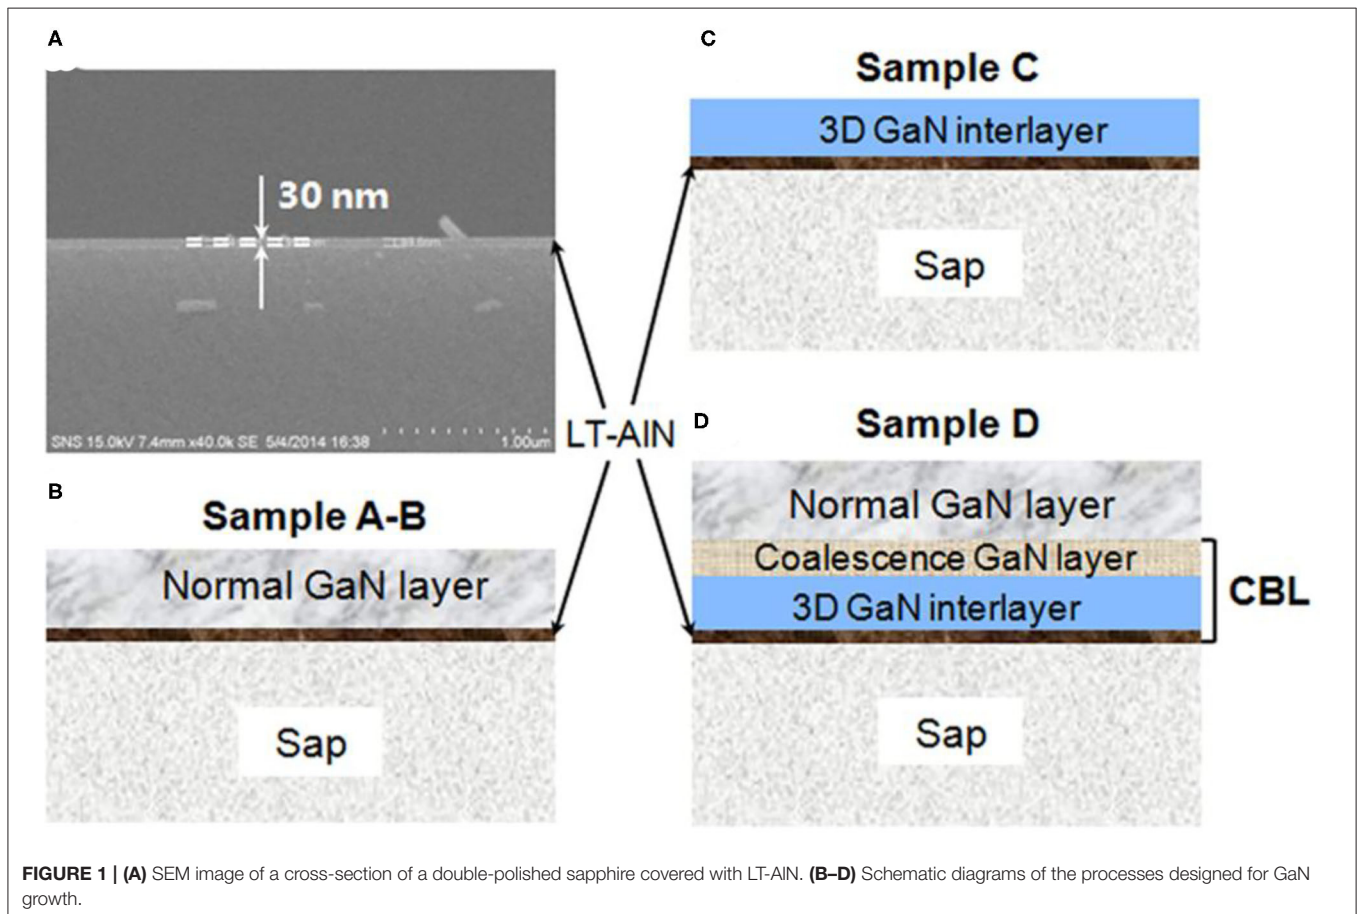 A
30 nm
SNS 15.0kV 7.4mm x40.0k SE 5/4/2014 16:38
1.00um
LT-AlN
B
Sample A-B
Normal GaN layer
Sap
C
Sample C
3D GaN interlayer
Sap
D
Sample D
Normal GaN layer
Coalescence GaN layer
3D GaN interlayer
CBL
Sap
FIGURE 1 | (A) SEM image of a cross-section of a double-polished sapphire covered with LT-AlN. (B–D) Schematic diagrams of the processes designed for GaN
growth.